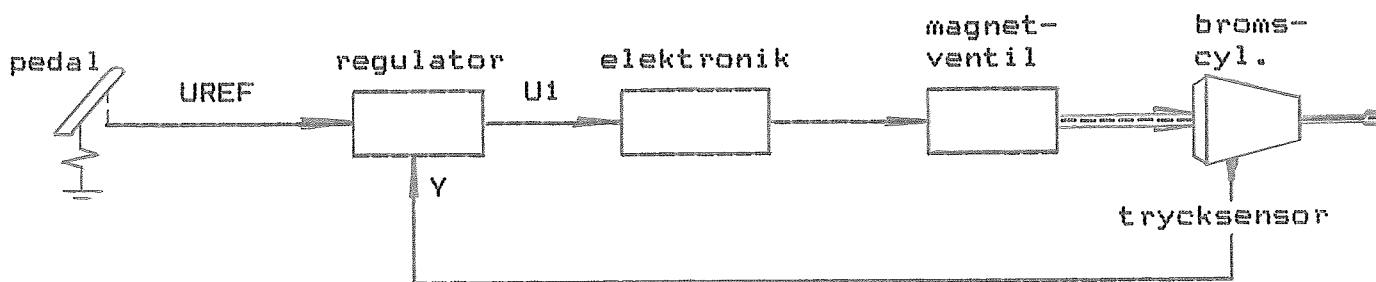 pedal
UREF
regulator
U1
elektronik
magnet-
ventil
broms-
cyl.
Y
trycksensor